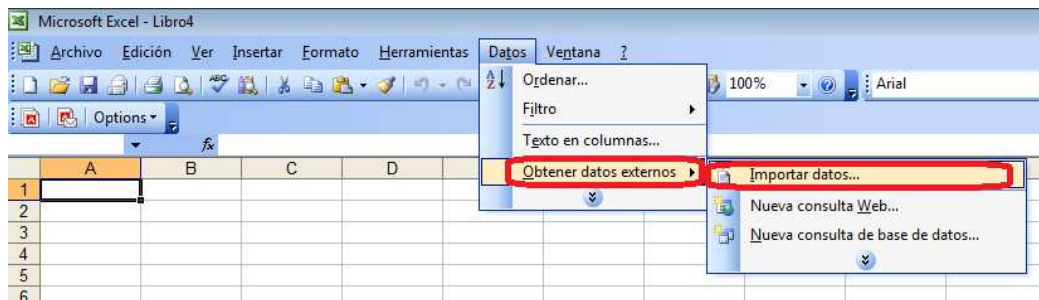 Microsoft Excel - Libro4
Archivo Edición Ver Insertar Formato Herramientas Datos Ventana ?
100% Arial
Options
fx
Ordenar...
Filtro
Texto en columnas...
Obtener datos externos
Importar datos...
Nueva consulta Web...
Nueva consulta de base de datos...
A B C D
1
2
3
4
5
6